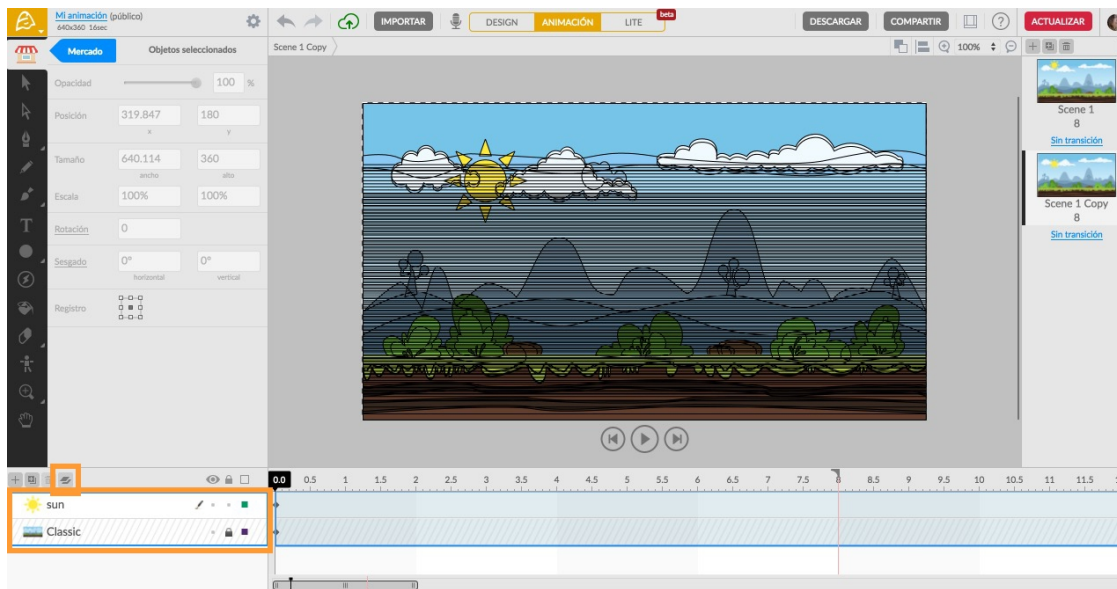 Mi animación (público)
640x360 16sec
IMPORTAR
DESIGN
ANIMACIÓN
LITE
beta
DESCARGAR
COMPARTIR
?
ACTUALIZAR
Mercado
Objetos seleccionados
Scene 1 Copy
100%
Opacidad
100 %
Posición
319.847
180
x
y
Tamaño
640.114
360
ancho
alto
Escala
100%
100%
Rotación
0
Sesgado
0°
0°
horizontal
vertical
Registro
T
Scene 1
8
Sin transición
Scene 1 Copy
8
Sin transición
0.0 0.5 1 1.5 2 2.5 3 3.5 4 4.5 5 5.5 6 6.5 7 7.5 8 8.5 9 9.5 10 10.5 11 11.5
sun
Classic